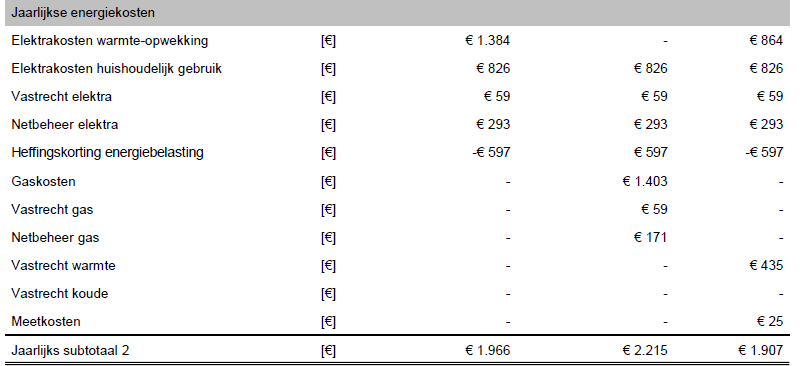 Jaarlijkse energiekosten
Elektrakosten warmte-opwekking [€] € 1.384 - € 864
Elektrakosten huishoudelijk gebruik [€] € 826 € 826 € 826
Vastrecht elektra [€] € 59 € 59 € 59
Netbeheer elektra [€] € 293 € 293 € 293
Heffingskorting energiebelasting [€] -€ 597 € 597 -€ 597
Gaskosten [€] - € 1.403 -
Vastrecht gas [€] - € 59 -
Netbeheer gas [€] - € 171 -
Vastrecht warmte [€] - - € 435
Vastrecht koude [€] - - -
Meetkosten [€] - - € 25
Jaarlijks subtotaal 2 [€] € 1.966 € 2.215 € 1.907